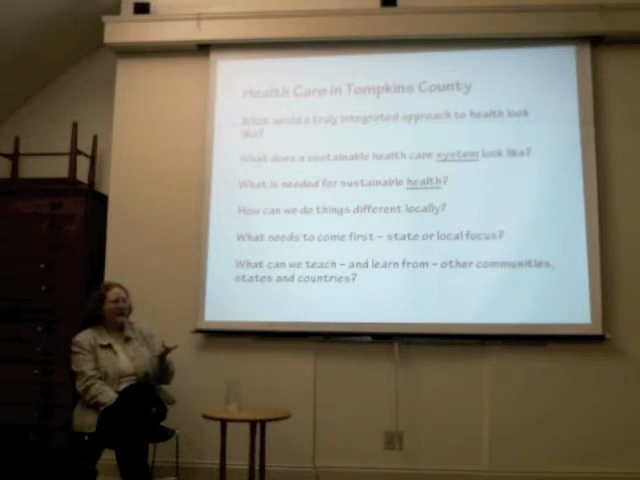 Health Care in Tompkins County
What would a truly integrated approach to health look
like?
What does a sustainable health care system look like?
What is needed for sustainable health?
How can we do things different locally?
What needs to come first - state or local focus?
What can we teach - and learn from - other communities,
states and countries?